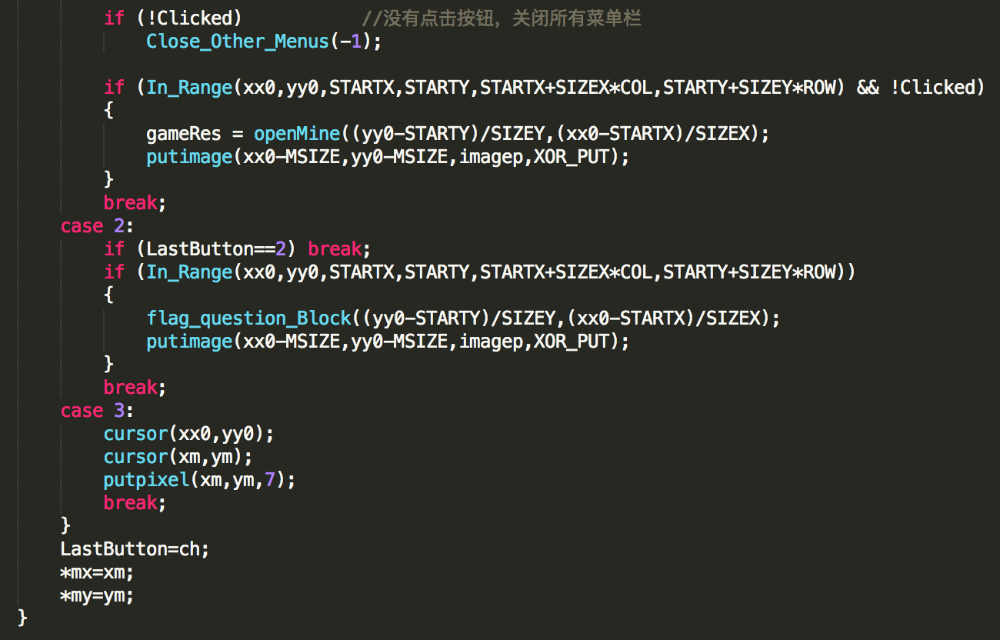 if (!Clicked) //没有点击按钮，关闭所有菜单栏
Close_Other_Menus(-1);
if (In_Range(xx0,yy0,STARTX,STARTY,STARTX+SIZEX*COL,STARTY+SIZEY*ROW) && !Clicked)
{
gameRes = openMine((yy0-STARTY)/SIZEY,(xx0-STARTX)/SIZEX);
putimage(xx0-MSIZE,yy0-MSIZE,imagep,XOR_PUT);
}
break;
case 2:
if (LastButton==2) break;
if (In_Range(xx0,yy0,STARTX,STARTY,STARTX+SIZEX*COL,STARTY+SIZEY*ROW))
{
flag_question_Block((yy0-STARTY)/SIZEY,(xx0-STARTX)/SIZEX);
putimage(xx0-MSIZE,yy0-MSIZE,imagep,XOR_PUT);
}
break;
case 3:
cursor(xx0,yy0);
cursor(xm,ym);
putpixel(xm,ym,7);
break;
}
LastButton=ch;
*mx=xm;
*my=ym;
}